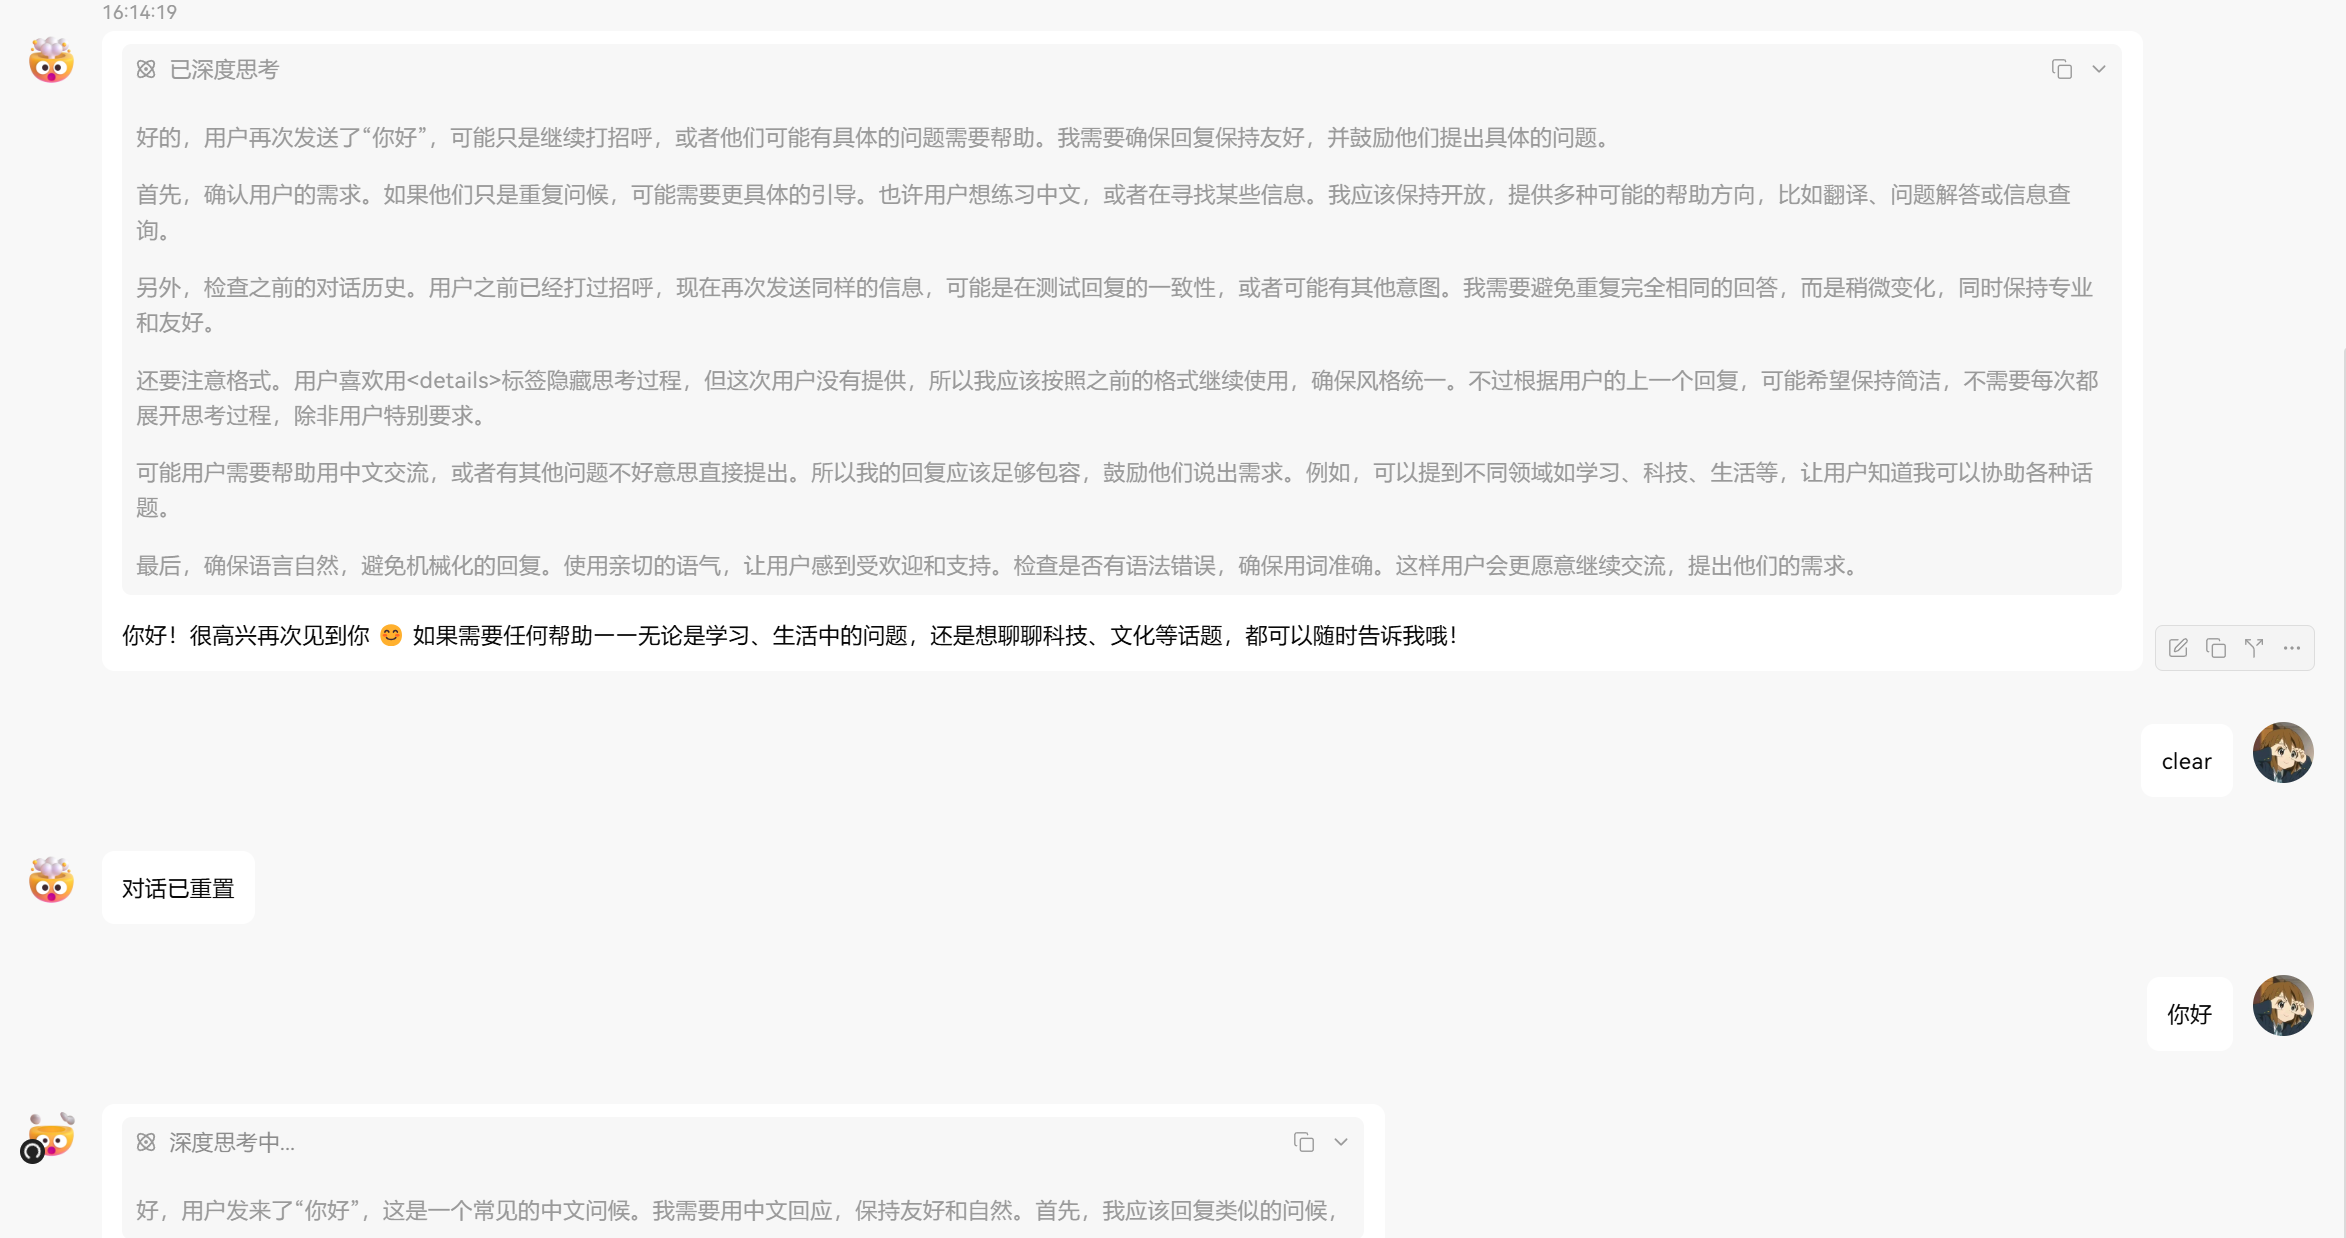 16:14:19
已深度思考
好的，用户再次发送了“你好”，可能只是继续打招呼，或者他们可能有具体的问题需要帮助。我需要确保回复保持友好，并鼓励他们提出具体的问题。
首先，确认用户的需求。如果他们只是重复问候，可能需要更具体的引导。也许用户想练习中文，或者在寻找某些信息。我应该保持开放，提供多种可能的帮助方向，比如翻译、问题解答或信息查
询。
另外，检查之前的对话历史。用户之前已经打过招呼，现在再次发送同样的信息，可能是在测试回复的一致性，或者可能有其他意图。我需要避免重复完全相同的回答，而是稍微变化，同时保持专业
和友好。
还要注意格式。用户喜欢用<details>标签隐藏思考过程，但这次用户没有提供，所以我应该按照之前的格式继续使用，确保风格统一。不过根据用户的上一个回复，可能希望保持简洁，不需要每次都
展开思考过程，除非用户特别要求。
可能用户需要帮助用中文交流，或者有其他问题不好意思直接提出。所以我的回复应该足够包容，鼓励他们说出需求。例如，可以提到不同领域如学习、科技、生活等，让用户知道我可以协助各种话
题。
最后，确保语言自然，避免机械化的回复。使用亲切的语气，让用户感到受欢迎和支持。检查是否有语法错误，确保用词准确。这样用户会更愿意继续交流，提出他们的需求。
你好！很高兴再次见到你 😊 如果需要任何帮助——无论是学习、生活中的问题，还是想聊聊科技、文化等话题，都可以随时告诉我哦！
clear
对话已重置
你好
深度思考中...
好，用户发来了“你好”，这是一个常见的中文问候。我需要用中文回应，保持友好和自然。首先，我应该回复类似的问候，